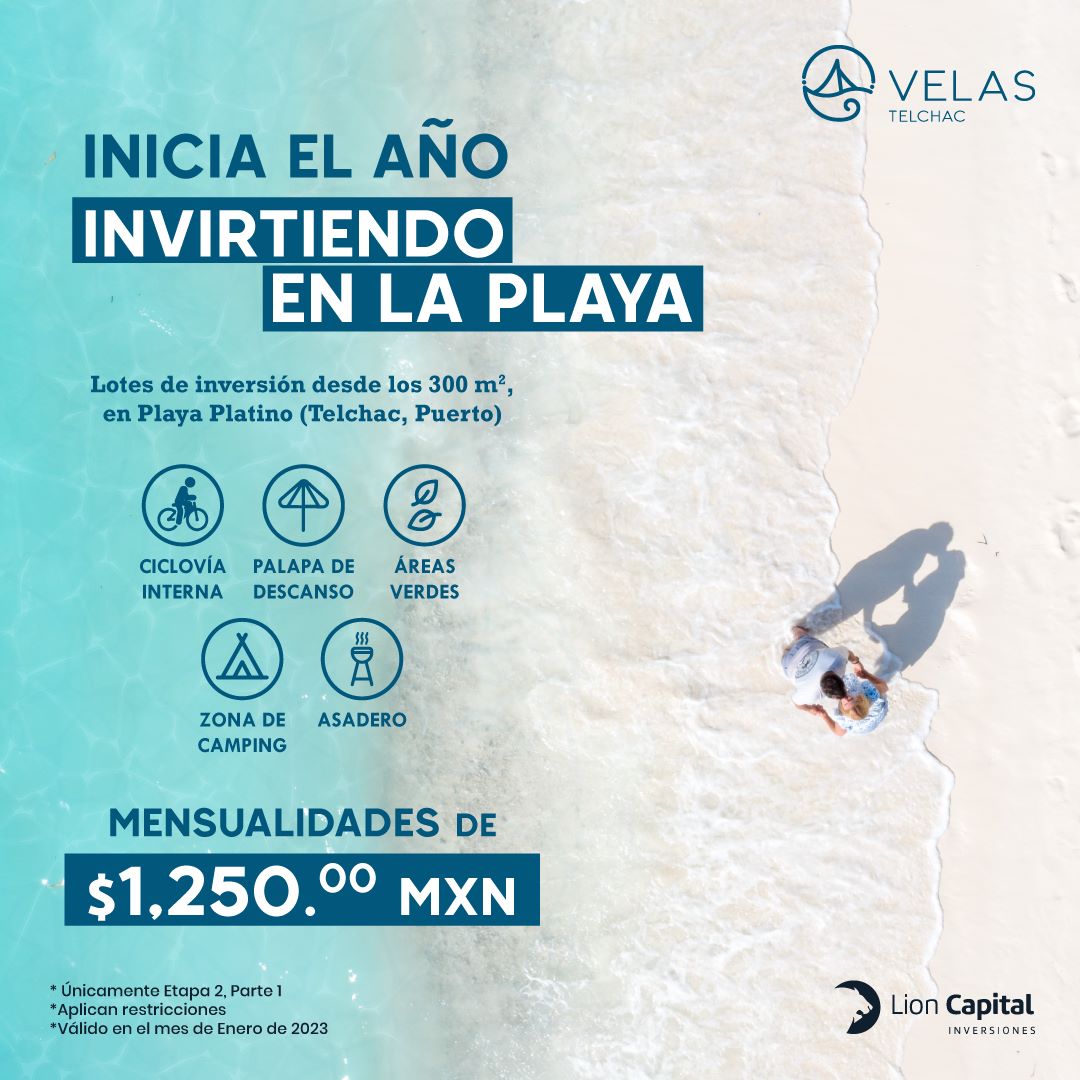 VELAS
TELCHAC
INICIA EL AÑO
INVIRTIENDO
EN LA PLAYA
Lotes de inversión desde los 300 m²,
en Playa Platino (Telchac, Puerto)
CICLOVÍA
INTERNA
PALAPA DE
DESCANSO
ÁREAS
VERDES
ZONA DE
CAMPING
ASADERO
MENSUALIDADES DE
$1,250.⁰⁰ MXN
* Únicamente Etapa 2, Parte 1
*Aplican restricciones
*Válido en el mes de Enero de 2023
Lion Capital
INVERSIONES